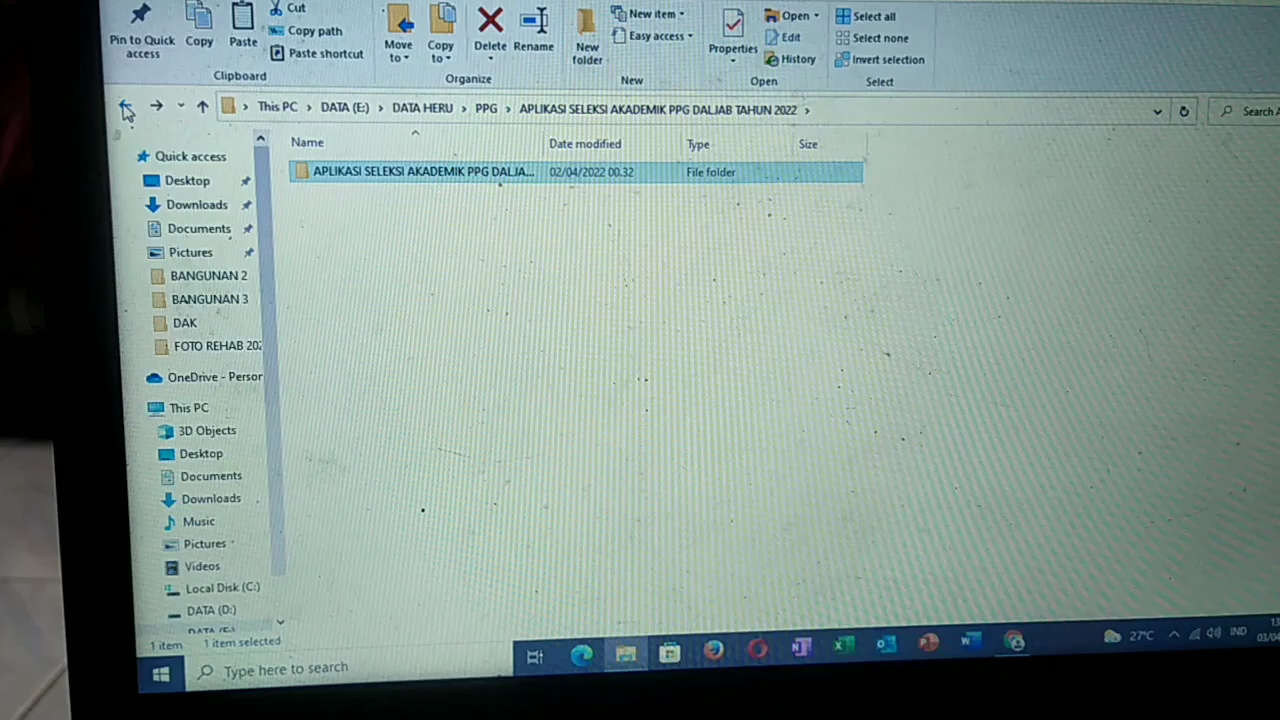 Pin to Quick access
Copy
Paste
Cut
Copy path
Paste shortcut
Clipboard
Move to
Copy to
Delete
Rename
Organize
New folder
New item
Easy access
New
Properties
Open
Edit
History
Open
Select all
Select none
Invert selection
Select
This PC > DATA (E:) > DATA HERU > PPG > APLIKASI SELEKSI AKADEMIK PPG DALJAB TAHUN 2022 >
Search
Name
Date modified
Type
Size
APLIKASI SELEKSI AKADEMIK PPG DALJA... 02/04/2022 00.32 File folder
Quick access
Desktop
Downloads
Documents
Pictures
BANGUNAN 2
BANGUNAN 3
DAK
FOTO REHAB 202
OneDrive - Person
This PC
3D Objects
Desktop
Documents
Downloads
Music
Pictures
Videos
Local Disk (C:)
DATA (D:)
DATA (E:)
1 item 1 item selected
Type here to search
27°C
IND
13
03/04